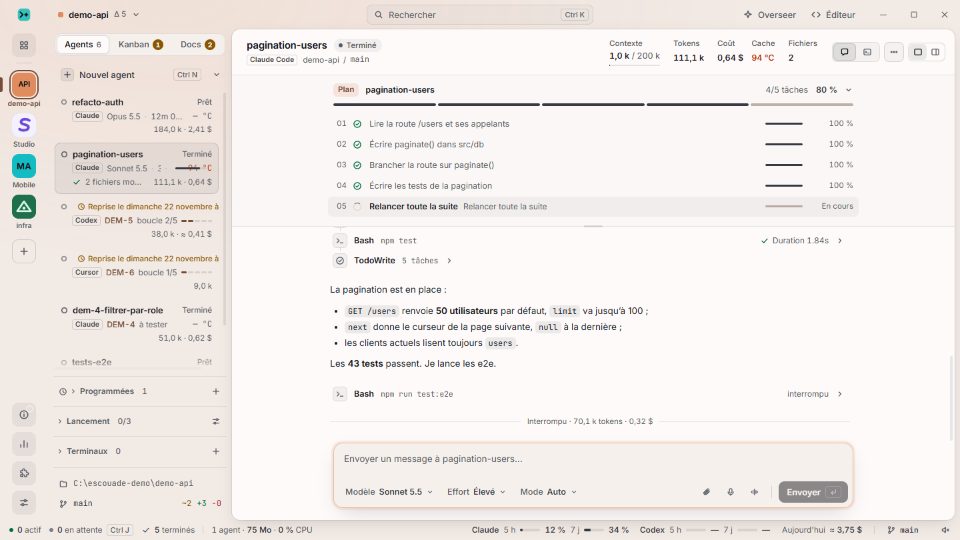 demo-api Δ 5
Rechercher Ctrl K
Overseer
Éditeur
API
demo-api
S
Studio
MA
Mobile
infra
Agents 6 Kanban 1 Docs 2
Nouvel agent Ctrl N
refacto-auth Prêt
Claude Opus 5.5 · 12m 0... — °C
184,0 k · 2,41 $
pagination-users Terminé
Claude Sonnet 5.5 ·
2 fichiers mo... 111,1 k · 0,64 $
Reprise le dimanche 22 novembre à
Codex DEM-5 boucle 2/5
38,0 k · ≈ 0,41 $
Reprise le dimanche 22 novembre à
Cursor DEM-6 boucle 1/5
9,0 k
dem-4-filtrer-par-role Terminé
Claude DEM-4 à tester — °C
51,0 k · 0,62 $
tests-e2e Prêt
Programmées 1
Lancement 0/3
Terminaux 0
C:\escouade-demo\demo-api
main ~2 +3 -0
pagination-users Terminé
Claude Code demo-api / main
Contexte Tokens Coût Cache Fichiers
1,0 k / 200 k 111,1 k 0,64 $ 94 °C 2
Plan pagination-users 4/5 tâches 80 %
01 Lire la route /users et ses appelants 100 %
02 Écrire paginate() dans src/db 100 %
03 Brancher la route sur paginate() 100 %
04 Écrire les tests de la pagination 100 %
05 Relancer toute la suite Relancer toute la suite En cours
Bash npm test Duration 1.84s
TodoWrite 5 tâches
La pagination est en place :
• GET /users renvoie 50 utilisateurs par défaut, limit va jusqu'à 100 ;
• next donne le curseur de la page suivante, null à la dernière ;
• les clients actuels lisent toujours users.
Les 43 tests passent. Je lance les e2e.
Bash npm run test:e2e interrompu
Interrompu · 70,1 k tokens · 0,32 $
Envoyer un message à pagination-users...
Modèle Sonnet 5.5 Effort Élevé Mode Auto Envoyer
0 actif 0 en attente Ctrl J 5 terminés 1 agent · 75 Mo · 0 % CPU Claude 5 h 12 % 7 j 34 % Codex 5 h — 7 j — Aujourd'hui ≈ 3,75 $ main